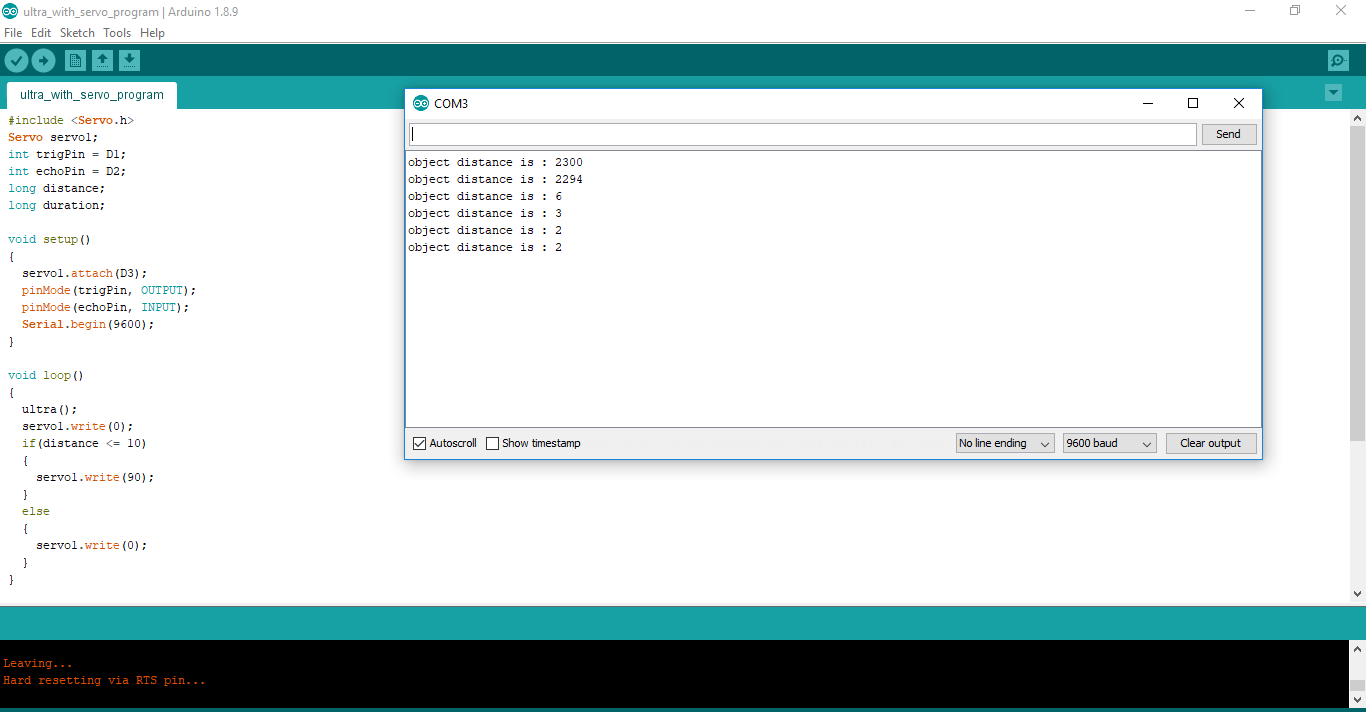 ultra_with_servo_program | Arduino 1.8.9
File Edit Sketch Tools Help
ultra_with_servo_program
#include <Servo.h>
Servo servo1;
int trigPin = D1;
int echoPin = D2;
long distance;
long duration;
void setup()
{
  servo1.attach(D3);
  pinMode(trigPin, OUTPUT);
  pinMode(echoPin, INPUT);
  Serial.begin(9600);
}
void loop()
{
  ultra();
  servo1.write(0);
  if(distance <= 10)
  {
    servo1.write(90);
  }
  else
  {
    servo1.write(0);
  }
}
COM3
Send
object distance is : 2300
object distance is : 2294
object distance is : 6
object distance is : 3
object distance is : 2
object distance is : 2
Autoscroll Show timestamp No line ending 9600 baud Clear output
Leaving...
Hard resetting via RTS pin...